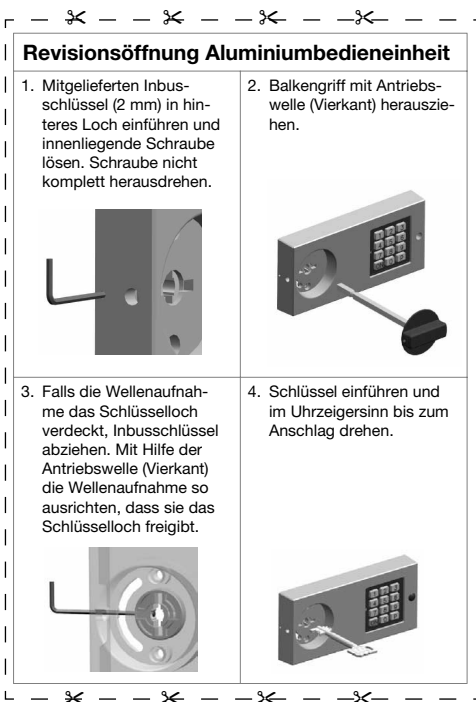 Revisionsöffnung Aluminiumbedieneinheit
1. Mitgelieferten Inbus-
schlüssel (2 mm) in hin-
teres Loch einführen und
innenliegende Schraube
lösen. Schraube nicht
komplett herausdrehen.
2. Balkengriff mit Antriebs-
welle (Vierkant) herauszie-
hen.
3. Falls die Wellenaufnah-
me das Schlüsselloch
verdeckt, Inbusschlüssel
abziehen. Mit Hilfe der
Antriebswelle (Vierkant)
die Wellenaufnahme so
ausrichten, dass sie das
Schlüsselloch freigibt.
4. Schlüssel einführen und
im Uhrzeigersinn bis zum
Anschlag drehen.